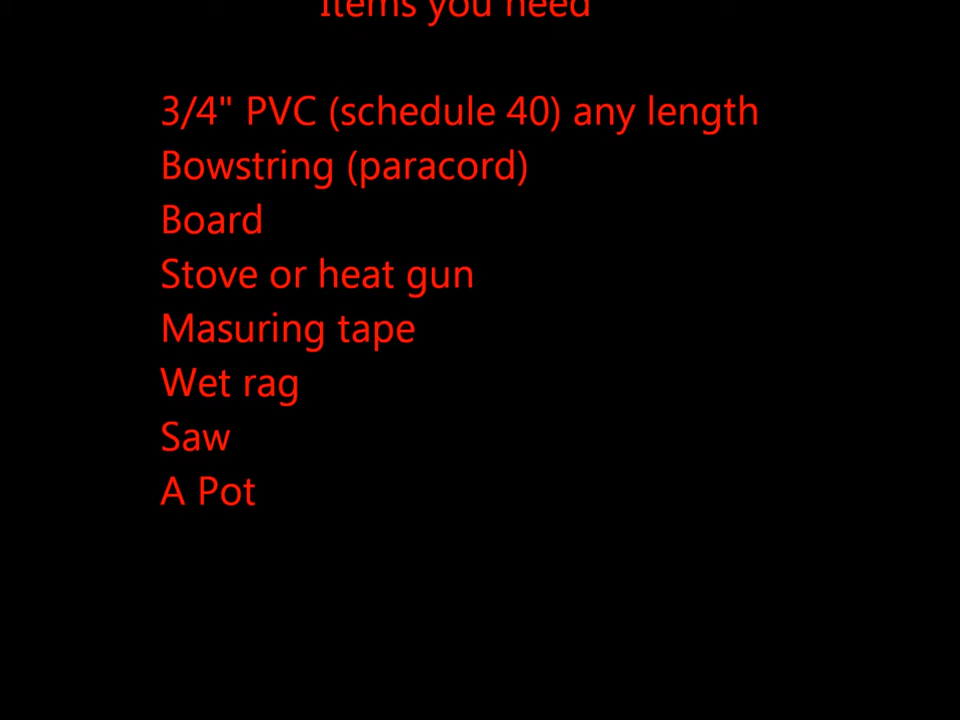 Items you need
3/4" PVC (schedule 40) any length
Bowstring (paracord)
Board
Stove or heat gun
Masuring tape
Wet rag
Saw
A Pot